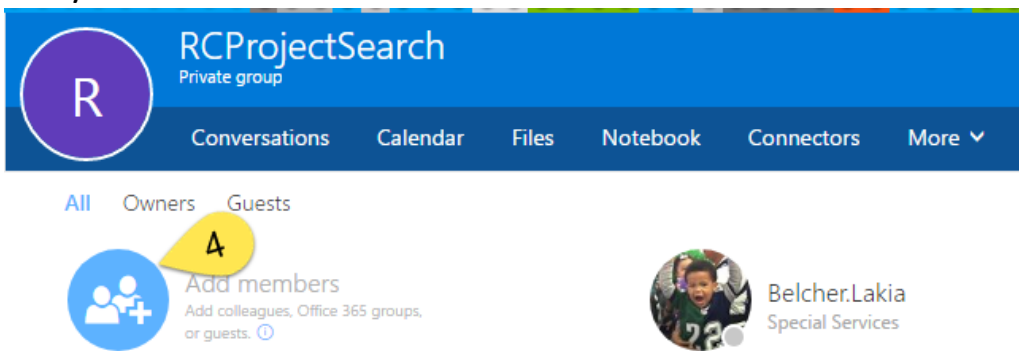 RCProjectSearch
Private group
R
Conversations Calendar Files Notebook Connectors More
All Owners Guests
4
Add members
Add colleagues, Office 365 groups,
or guests.
Belcher.Lakia
Special Services
22